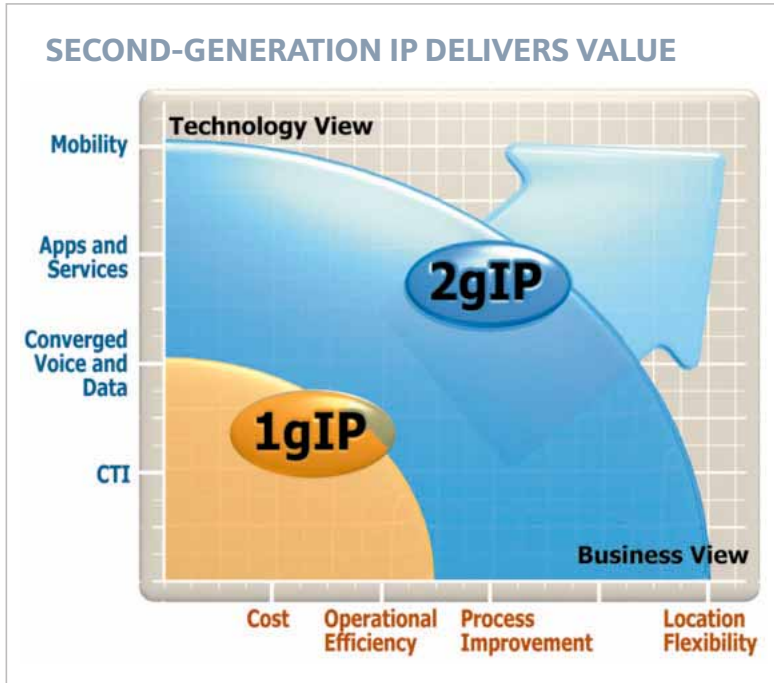 SECOND-GENERATION IP DELIVERS VALUE
Technology View
Mobility
Apps and
Services
2gIP
Converged
Voice and
Data
1gIP
CTI
Business View
Cost
Operational
Efficiency
Process
Improvement
Location
Flexibility